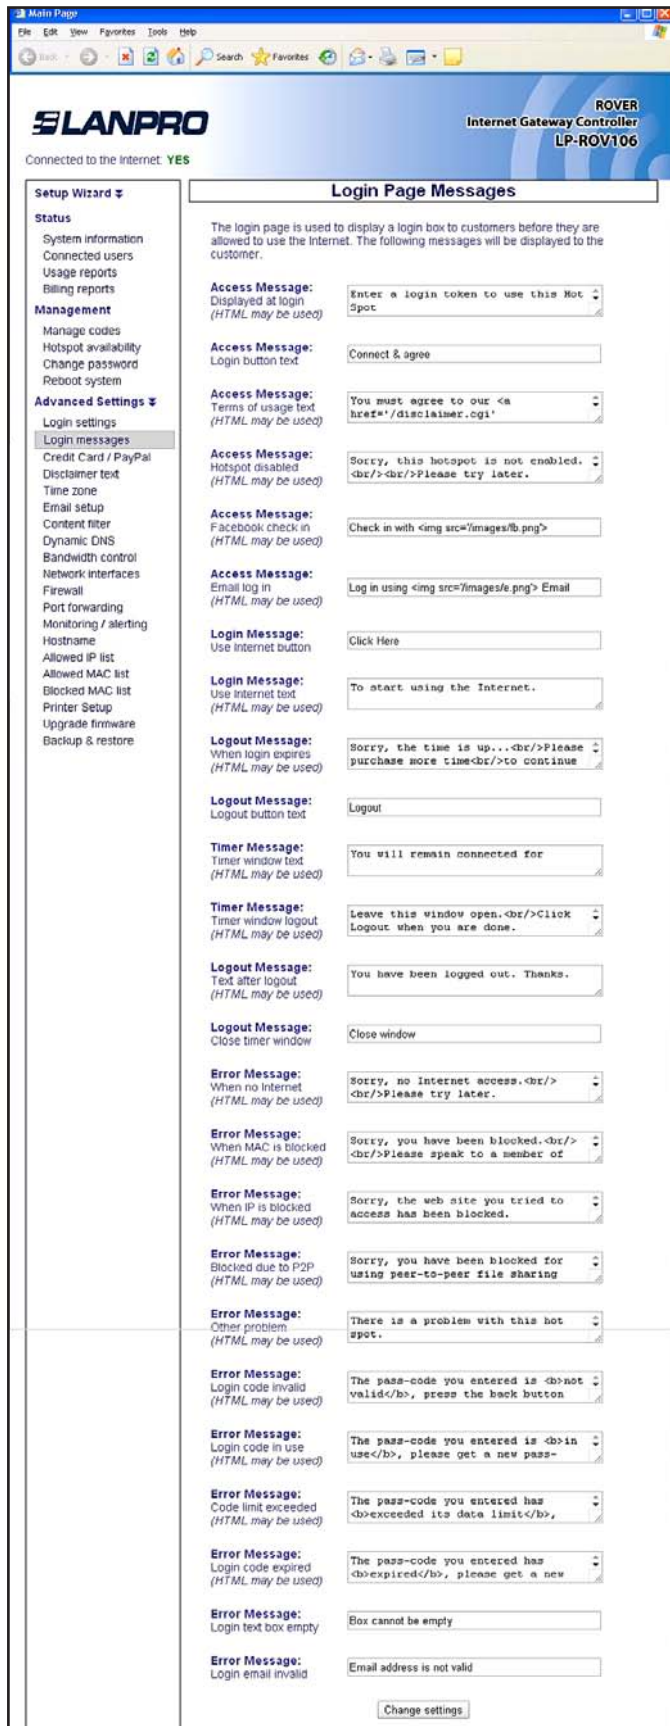 Main Page
File Edit View Favorites Tools Help
Back Search Favorites
LANPRO
ROVER
Internet Gateway Controller
LP-ROV106
Connected to the Internet: YES
Setup Wizard
Status
System information
Connected users
Usage reports
Billing reports
Management
Manage codes
Hotspot availability
Change password
Reboot system
Advanced Settings
Login settings
Login messages
Credit Card / PayPal
Disclaimer text
Time zone
Email setup
Content filter
Dynamic DNS
Bandwidth control
Network interfaces
Firewall
Port forwarding
Monitoring / alerting
Hostname
Allowed IP list
Allowed MAC list
Blocked MAC list
Printer Setup
Upgrade firmware
Backup & restore
Login Page Messages
The login page is used to display a login box to customers before they are
allowed to use the Internet. The following messages will be displayed to the
customer.
Access Message:
Displayed at login
(HTML may be used)
Enter a login token to use this Hot
Spot
Access Message:
Login button text
Connect & agree
Access Message:
Terms of usage text
(HTML may be used)
You must agree to our <a
href='/disclaimer.cgi'
Access Message:
Hotspot disabled
(HTML may be used)
Sorry, this hotspot is not enabled.
<br/><br/>Please try later.
Access Message:
Facebook check in
(HTML may be used)
Check in with <img src='/images/fb.png'>
Access Message:
Email log in
(HTML may be used)
Log in using <img src='/images/e.png'> Email
Login Message:
Use Internet button
Click Here
Login Message:
Use Internet text
(HTML may be used)
To start using the Internet.
Logout Message:
When login expires
(HTML may be used)
Sorry, the time is up...<br/>Please
purchase more time<br/>to continue
Logout Message:
Logout button text
Logout
Timer Message:
Timer window text
(HTML may be used)
You will remain connected for
Timer Message:
Timer window logout
(HTML may be used)
Leave this window open.<br/>Click
Logout when you are done.
Logout Message:
Text after logout
(HTML may be used)
You have been logged out. Thanks.
Logout Message:
Close timer window
Close window
Error Message:
When no Internet
(HTML may be used)
Sorry, no Internet access.<br/>
<br/>Please try later.
Error Message:
When MAC is blocked
(HTML may be used)
Sorry, you have been blocked.<br/>
<br/>Please speak to a member of
Error Message:
When IP is blocked
(HTML may be used)
Sorry, the web site you tried to
access has been blocked.
Error Message:
Blocked due to P2P
(HTML may be used)
Sorry, you have been blocked for
using peer-to-peer file sharing
Error Message:
Other problem
(HTML may be used)
There is a problem with this hot
spot.
Error Message:
Login code invalid
(HTML may be used)
The pass-code you entered is <b>not
valid</b>, press the back button
Error Message:
Login code in use
(HTML may be used)
The pass-code you entered is <b>in
use</b>, please get a new pass-
Error Message:
Code limit exceeded
(HTML may be used)
The pass-code you entered has
<b>exceeded its data limit</b>,
Error Message:
Login code expired
(HTML may be used)
The pass-code you entered has
<b>expired</b>, please get a new
Error Message:
Login text box empty
Box cannot be empty
Error Message:
Login email invalid
Email address is not valid
Change settings